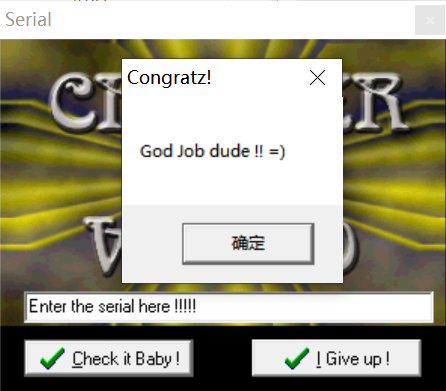 Serial
Congratz!
God Job dude !! =)
确定
Enter the serial here !!!!!
Check it Baby !
I Give up !